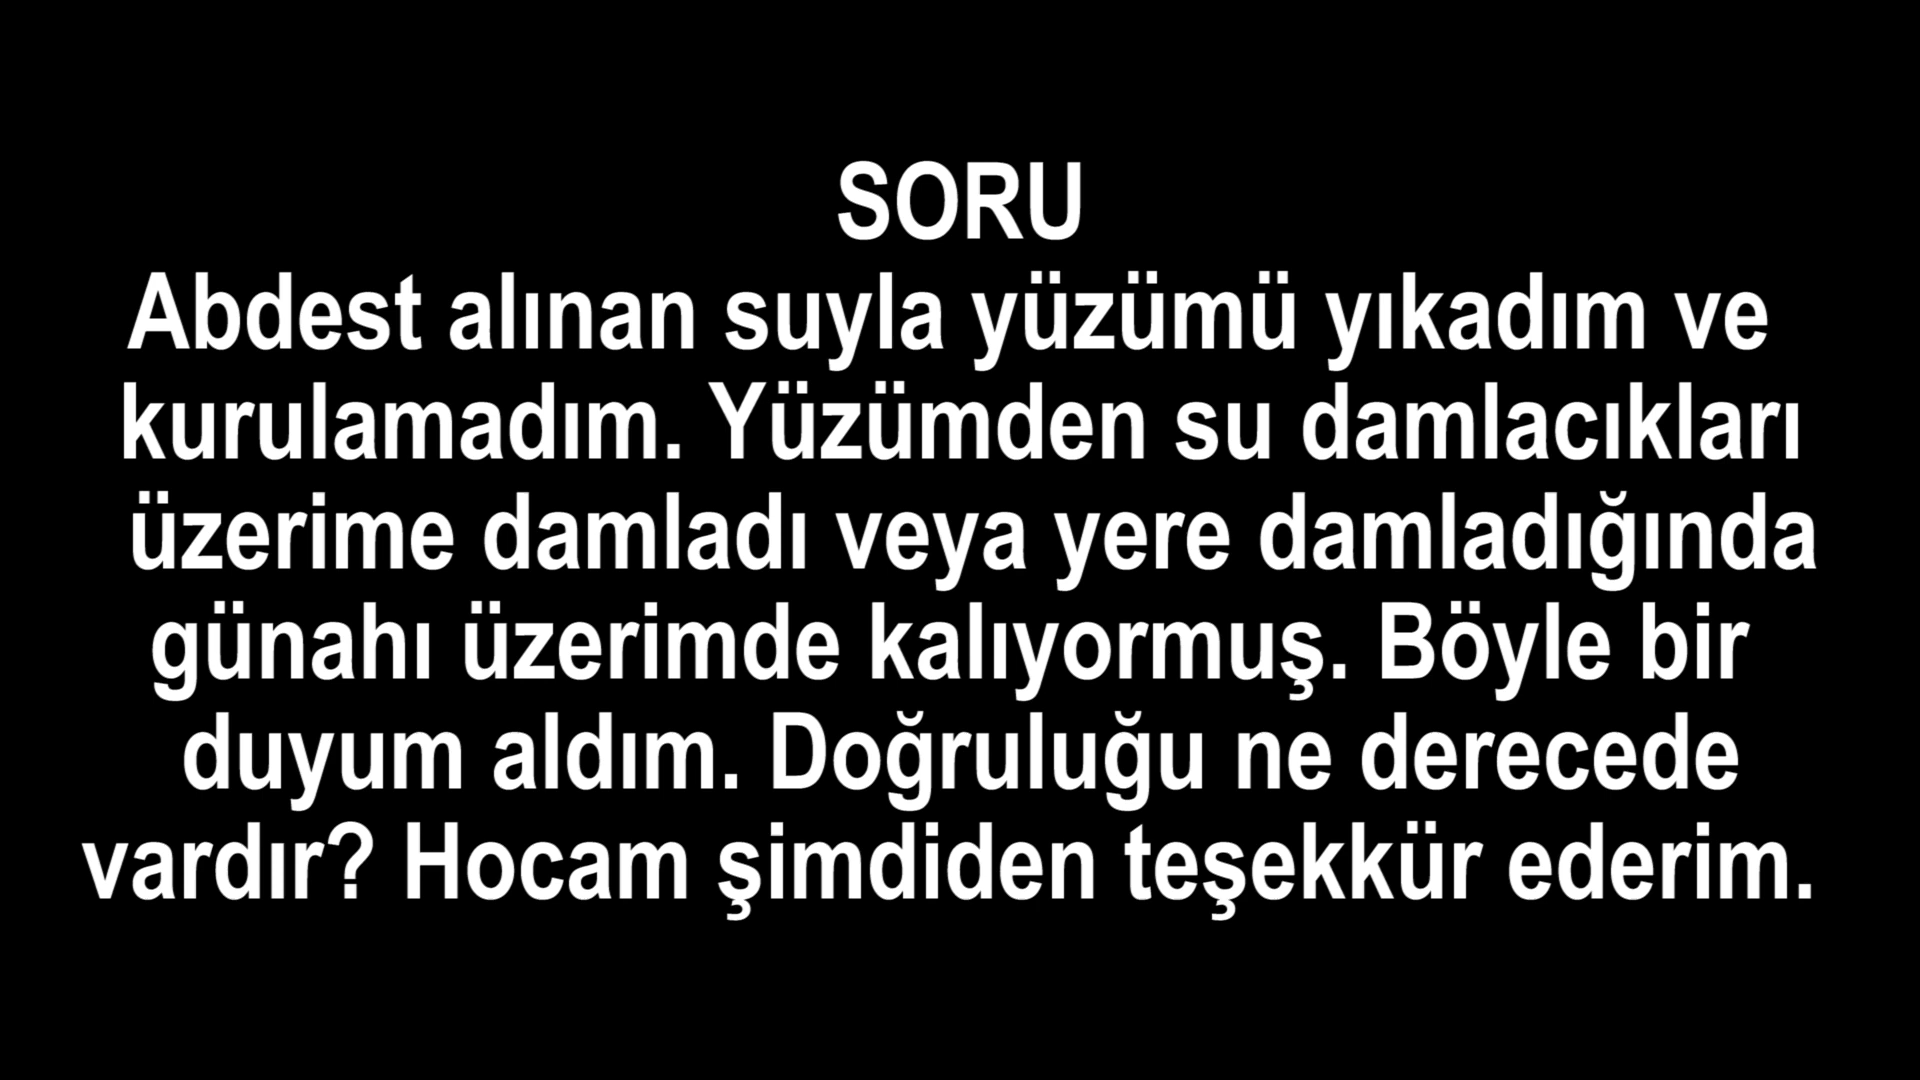 SORU
Abdest alınan suyla yüzümü yıkadım ve
kurulamadım. Yüzümden su damlacıkları
üzerime damladı veya yere damladığında
günahı üzerimde kalıyormuş. Böyle bir
duyum aldım. Doğruluğu ne derecede
vardır? Hocam şimdiden teşekkür ederim.